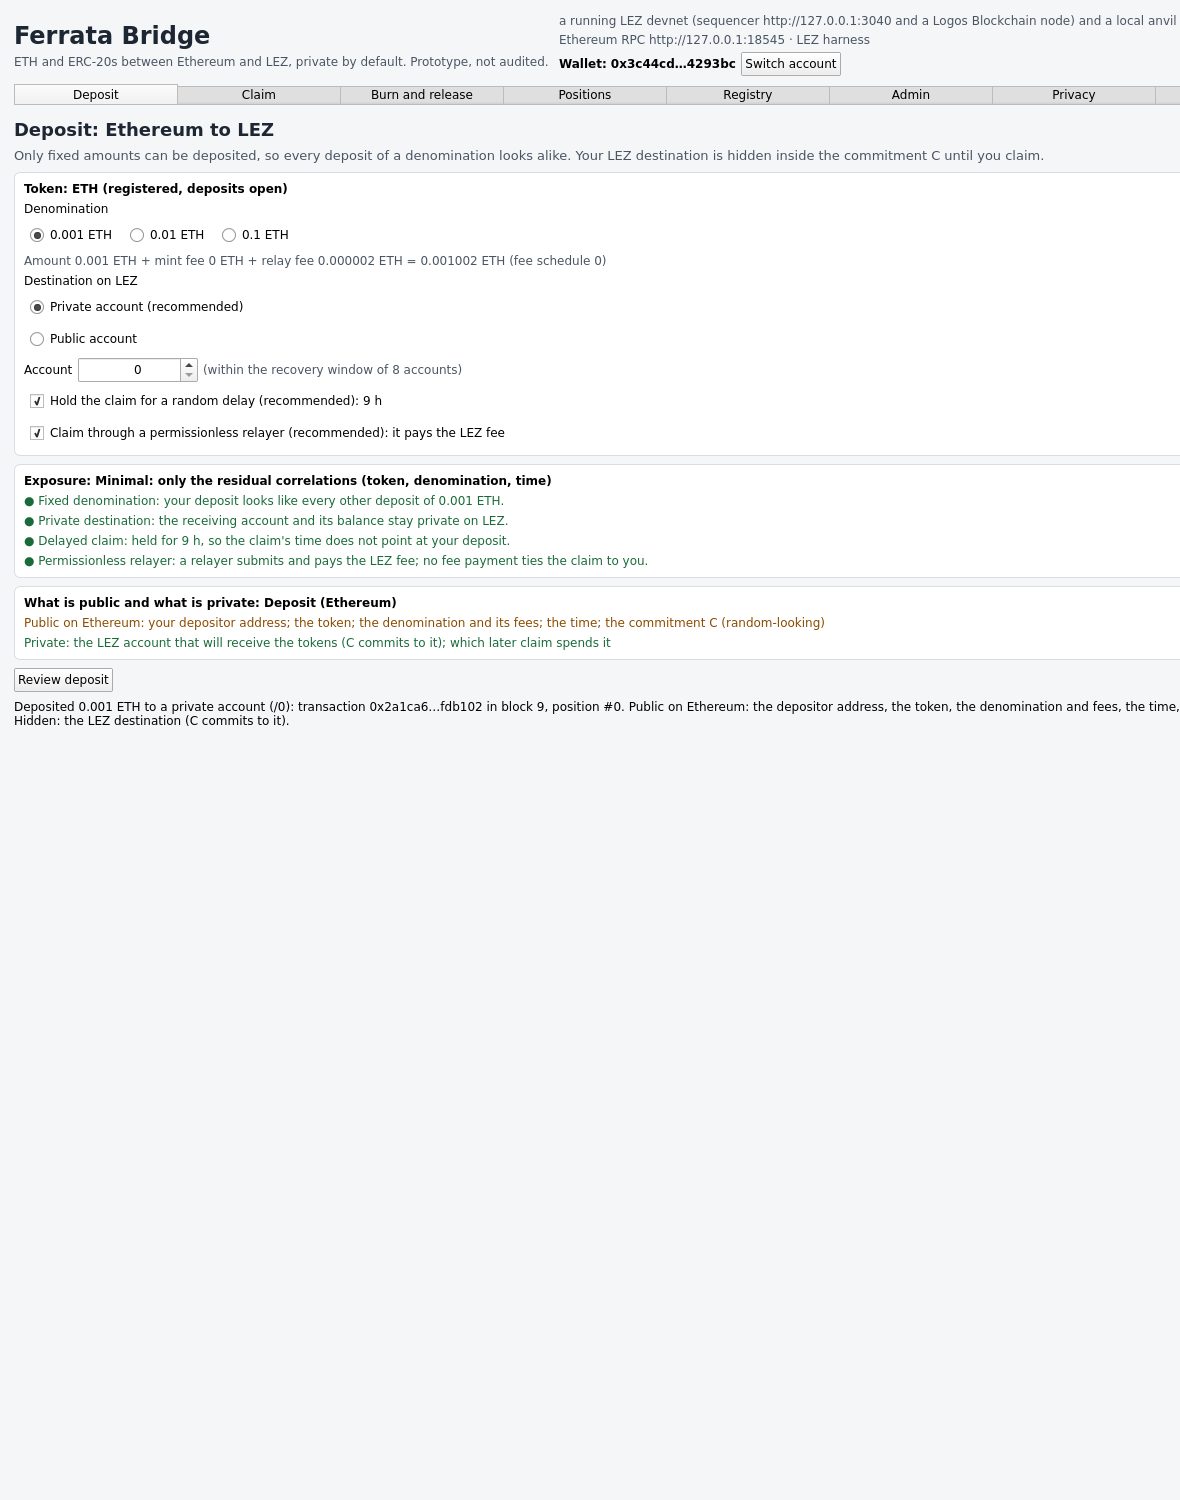 Ferrata Bridge
ETH and ERC-20s between Ethereum and LEZ, private by default. Prototype, not audited.
a running LEZ devnet (sequencer http://127.0.0.1:3040 and a Logos Blockchain node) and a local anvil
Ethereum RPC http://127.0.0.1:18545 · LEZ harness
Wallet: 0x3c44cd…4293bc Switch account
Deposit Claim Burn and release Positions Registry Admin Privacy
Deposit: Ethereum to LEZ
Only fixed amounts can be deposited, so every deposit of a denomination looks alike. Your LEZ destination is hidden inside the commitment C until you claim.
Token: ETH (registered, deposits open)
Denomination
0.001 ETH 0.01 ETH 0.1 ETH
Amount 0.001 ETH + mint fee 0 ETH + relay fee 0.000002 ETH = 0.001002 ETH (fee schedule 0)
Destination on LEZ
Private account (recommended)
Public account
Account 0 (within the recovery window of 8 accounts)
Hold the claim for a random delay (recommended): 9 h
Claim through a permissionless relayer (recommended): it pays the LEZ fee
Exposure: Minimal: only the residual correlations (token, denomination, time)
● Fixed denomination: your deposit looks like every other deposit of 0.001 ETH.
● Private destination: the receiving account and its balance stay private on LEZ.
● Delayed claim: held for 9 h, so the claim's time does not point at your deposit.
● Permissionless relayer: a relayer submits and pays the LEZ fee; no fee payment ties the claim to you.
What is public and what is private: Deposit (Ethereum)
Public on Ethereum: your depositor address; the token; the denomination and its fees; the time; the commitment C (random-looking)
Private: the LEZ account that will receive the tokens (C commits to it); which later claim spends it
Review deposit
Deposited 0.001 ETH to a private account (/0): transaction 0x2a1ca6…fdb102 in block 9, position #0. Public on Ethereum: the depositor address, the token, the denomination and fees, the time,
Hidden: the LEZ destination (C commits to it).